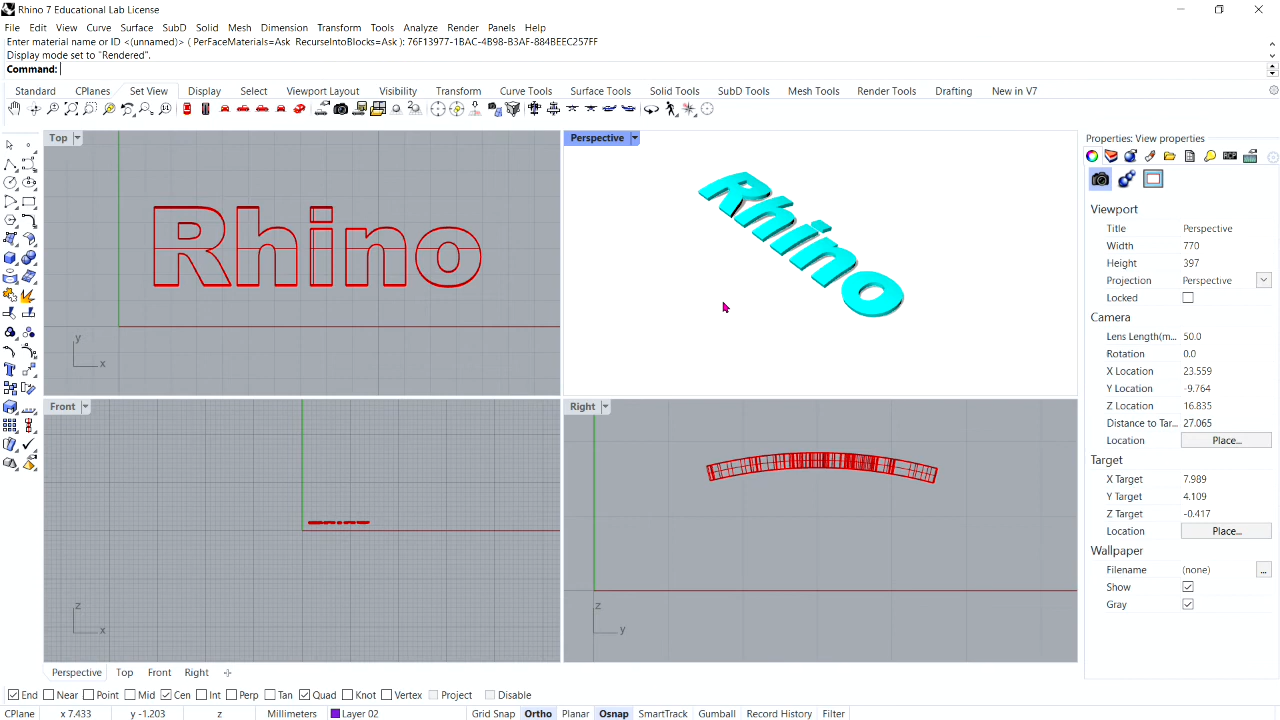 Rhino 7 Educational Lab License
File Edit View Curve Surface SubD Solid Mesh Dimension Transform Tools Analyze Render Panels Help
Enter material name or ID <(unnamed)> ( PerFaceMaterials=Ask RecurseIntoBlocks=Ask ): 76F13977-1BAC-4B98-B3AF-884BEEC257FF
Display mode set to "Rendered".
Command:
Standard CPlanes Set View Display Select Viewport Layout Visibility Transform Curve Tools Surface Tools Solid Tools SubD Tools Mesh Tools Render Tools Drafting New in V7
Top
y
x
Rhino
Perspective
Rhino
Front
z
x
Right
z
y
Properties: View properties
Viewport
Title Perspective
Width 770
Height 397
Projection Perspective
Locked
Camera
Lens Length(m... 50.0
Rotation 0.0
X Location 23.559
Y Location -9.764
Z Location 16.835
Distance to Tar... 27.065
Location Place...
Target
X Target 7.989
Y Target 4.109
Z Target -0.417
Location Place...
Wallpaper
Filename (none) ...
Show
Gray
Perspective Top Front Right
End Near Point Mid Cen Int Perp Tan Quad Knot Vertex Project Disable
CPlane x 7.433 y -1.203 z Millimeters Layer 02 Grid Snap Ortho Planar Osnap SmartTrack Gumball Record History Filter